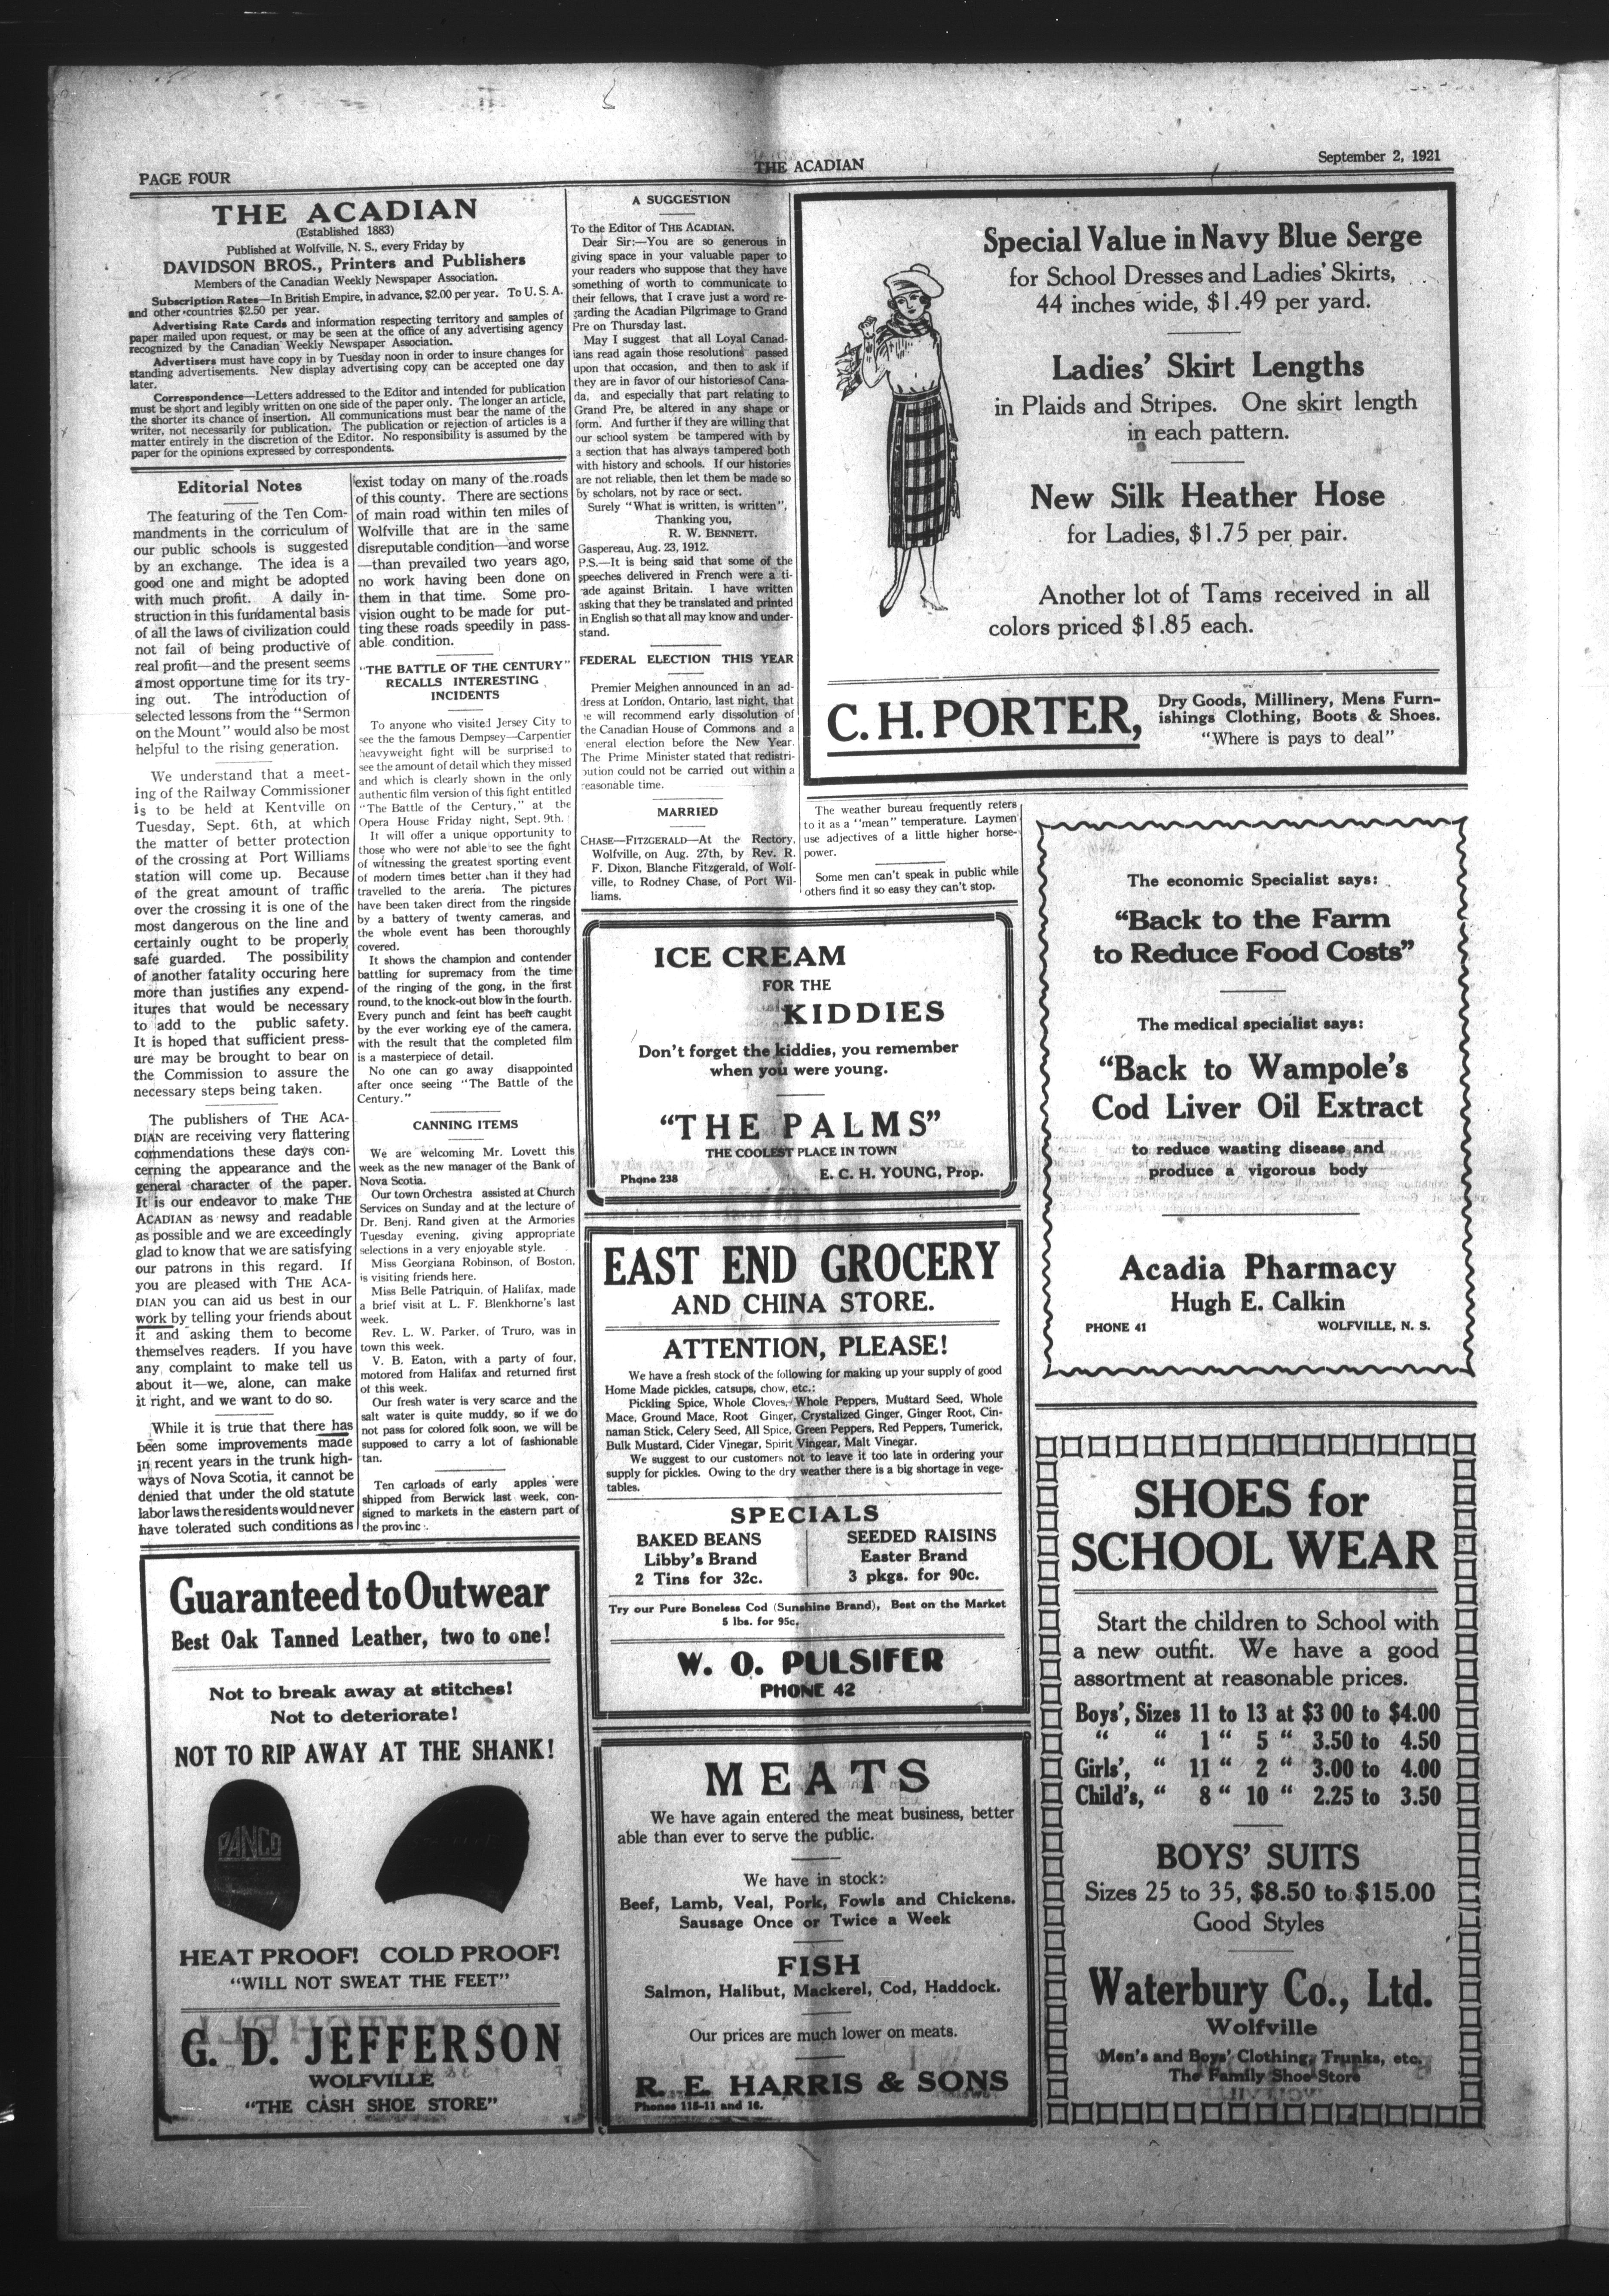 PAGE FOUR
THE ACADIAN
September 2, 1921
THE ACADIAN
(Established 1883)
Published at Wolfville, N. S., every Friday by
DAVIDSON BROS., Printers and Publishers
Members of the Canadian Weekly Newspaper Association.
Subscription Rates—In British Empire, in advance, $2.00 per year. To U. S. A.
and other countries $2.50 per year.
Advertising Rate Cards and information respecting territory and samples of
paper mailed upon request, or may be seen at the office of any advertising agency
recognized by the Canadian Weekly Newspaper Association.
Advertisers must have copy in by Tuesday noon in order to insure changes for
standing advertisements. New display advertising copy can be accepted one day
later.
Correspondence—Letters addressed to the Editor and intended for publication
must be short and legibly written on one side of the paper only. The longer an article,
the shorter its chance of insertion. All communications must bear the name of the
writer, not necessarily for publication. The publication or rejection of articles is a
matter entirely in the discretion of the Editor. No responsibility is assumed by the
paper for the opinions expressed by correspondents.
Editorial Notes
The featuring of the Ten Com-
mandments in the corriculum of
our public schools is suggested
by an exchange. The idea is a
good one and might be adopted
with much profit. A daily in-
struction in this fundamental basis
of all the laws of civilization could
not fail of being productive of
real profit—and the present seems
a most opportune time for its try-
ing out. The introduction of
selected lessons from the "Sermon
on the Mount" would also be most
helpful to the rising generation.
We understand that a meet-
ing of the Railway Commissioner
is to be held at Kentville on
Tuesday, Sept. 6th, at which
the matter of better protection
of the crossing at Port Williams
station will come up. Because
of the great amount of traffic
over the crossing it is one of the
most dangerous on the line and
certainly ought to be properly
safe guarded. The possibility
of another fatality occuring here
more than justifies any expend-
itures that would be necessary
to add to the public safety.
It is hoped that sufficient press-
ure may be brought to bear on
the Commission to assure the
necessary steps being taken.
The publishers of THE ACA-
DIAN are receiving very flattering
commendations these days con-
cerning the appearance and the
general character of the paper.
It is our endeavor to make THE
ACADIAN as newsy and readable
as possible and we are exceedingly
glad to know that we are satisfying
our patrons in this regard. If
you are pleased with THE ACA-
DIAN you can aid us best in our
work by telling your friends about
it and asking them to become
themselves readers. If you have
any complaint to make tell us
about it—we, alone, can make
it right, and we want to do so.
While it is true that there has
been some improvements made
in recent years in the trunk high-
ways of Nova Scotia, it cannot be
denied that under the old statute
labor laws the residents would never
have tolerated such conditions as
exist today on many of the roads
of this county. There are sections
of main road within ten miles of
Wolfville that are in the same
disreputable condition—and worse
—than prevailed two years ago,
no work having been done on
them in that time. Some pro-
vision ought to be made for put-
ting these roads speedily in pass-
able condition.
"THE BATTLE OF THE CENTURY"
RECALLS INTERESTING
INCIDENTS
To anyone who visited Jersey City to
see the the famous Dempsey—Carpentier
heavyweight fight will be surprised to
see the amount of detail which they missed
and which is clearly shown in the only
authentic film version of this fight entitled
"The Battle of the Century," at the
Opera House Friday night, Sept. 9th.
It will offer a unique opportunity to
those who were not able to see the fight
of witnessing the greatest sporting event
of modern times better than it they had
travelled to the arena. The pictures
have been taken direct from the ringside
by a battery of twenty cameras, and
the whole event has been thoroughly
covered.
It shows the champion and contender
battling for supremacy from the time
of the ringing of the gong, in the first
round, to the knock-out blow in the fourth.
Every punch and feint has been caught
by the ever working eye of the camera,
with the result that the completed film
is a masterpiece of detail.
No one can go away disappointed
after once seeing "The Battle of the
Century."
CANNING ITEMS
We are welcoming Mr. Lovett this
week as the new manager of the Bank of
Nova Scotia.
Our town Orchestra assisted at Church
Services on Sunday and at the lecture of
Dr. Benj. Rand given at the Armories
Tuesday evening, giving appropriate
selections in a very enjoyable style.
Miss Georgiana Robinson, of Boston,
is visiting friends here.
Miss Belle Patriquin, of Halifax, made
a brief visit at L. F. Blenkhorne's last
week.
Rev. L. W. Parker, of Truro, was in
town this week.
V. B. Eaton, with a party of four,
motored from Halifax and returned first
of this week.
Our fresh water is very scarce and the
salt water is quite muddy, so if we do
not pass for colored folk soon, we will be
supposed to carry a lot of fashionable
tan.
Ten carloads of early apples were
shipped from Berwick last week, con-
signed to markets in the eastern part of
the provinc
A SUGGESTION
To the Editor of THE ACADIAN.
Dear Sir:—You are so generous in
giving space in your valuable paper to
your readers who suppose that they have
something of worth to communicate to
their fellows, that I crave just a word re-
garding the Acadian Pilgrimage to Grand
Pre on Thursday last.
May I suggest that all Loyal Canad-
ians read again those resolutions passed
upon that occasion, and then to ask if
they are in favor of our histories of Cana-
da, and especially that part relating to
Grand Pre, be altered in any shape or
form. And further if they are willing that
our school system be tampered with by
a section that has always tampered both
with history and schools. If our histories
are not reliable, then let them be made so
by scholars, not by race or sect.
Surely "What is written, is written",
Thanking you,
R. W. BENNETT.
Gaspereau, Aug. 23, 1912.
P.S.—It is being said that some of the
speeches delivered in French were a ti-
ade against Britain. I have written
asking that they be translated and printed
in English so that all may know and under-
stand.
FEDERAL ELECTION THIS YEAR
Premier Meighen announced in an ad-
dress at London, Ontario, last night, that
e will recommend early dissolution of
the Canadian House of Commons and a
eneral election before the New Year.
The Prime Minister stated that redistri-
bution could not be carried out within a
reasonable time.
MARRIED
CHASE—FITZGERALD—At the Rectory,
Wolfville, on Aug. 27th, by Rev. R.
F. Dixon, Blanche Fitzgerald, of Wolf-
ville, to Rodney Chase, of Port Wil-
liams.
The weather bureau frequently refers
to it as a "mean" temperature. Laymen
use adjectives of a little higher horse-
power.
Some men can't speak in public while
others find it so easy they can't stop.
Special Value in Navy Blue Serge
for School Dresses and Ladies' Skirts,
44 inches wide, $1.49 per yard.
Ladies' Skirt Lengths
in Plaids and Stripes. One skirt length
in each pattern.
New Silk Heather Hose
for Ladies, $1.75 per pair.
Another lot of Tams received in all
colors priced $1.85 each.
C. H. PORTER,
Dry Goods, Millinery, Mens Furn-
ishings Clothing, Boots & Shoes.
"Where is pays to deal"
ICE CREAM
FOR THE
KIDDIES
Don't forget the kiddies, you remember
when you were young.
"THE PALMS"
THE COOLEST PLACE IN TOWN
Phone 238
E. C. H. YOUNG, Prop.
The economic Specialist says:
"Back to the Farm
to Reduce Food Costs"
The medical specialist says:
"Back to Wampole's
Cod Liver Oil Extract
to reduce wasting disease and
produce a vigorous body
Acadia Pharmacy
Hugh E. Calkin
PHONE 41
WOLFVILLE, N. S.
EAST END GROCERY
AND CHINA STORE.
ATTENTION, PLEASE!
We have a fresh stock of the following for making up your supply of good
Home Made pickles, catsups, chow, etc.:
Pickling Spice, Whole Cloves, Whole Peppers, Mustard Seed, Whole
Mace, Ground Mace, Root Ginger, Crystalized Ginger, Ginger Root, Cin-
naman Stick, Celery Seed, All Spice, Green Peppers, Red Peppers, Tumerick,
Bulk Mustard, Cider Vinegar, Spirit Vingear, Malt Vinegar.
We suggest to our customers not to leave it too late in ordering your
supply for pickles. Owing to the dry weather there is a big shortage in vege-
tables.
SPECIALS
BAKED BEANS
Libby's Brand
2 Tins for 32c.
SEEDED RAISINS
Easter Brand
3 pkgs. for 90c.
Try our Pure Boneless Cod (Sunshine Brand), Best on the Market
5 lbs. for 95c.
W. O. PULSIFER
PHONE 42
Guaranteed to Outwear
Best Oak Tanned Leather, two to one!
Not to break away at stitches!
Not to deteriorate!
NOT TO RIP AWAY AT THE SHANK!
PANCO
HEAT PROOF! COLD PROOF!
"WILL NOT SWEAT THE FEET"
G. D. JEFFERSON
WOLFVILLE
"THE CASH SHOE STORE"
MEATS
We have again entered the meat business, better
able than ever to serve the public.
We have in stock:
Beef, Lamb, Veal, Pork, Fowls and Chickens.
Sausage Once or Twice a Week
FISH
Salmon, Halibut, Mackerel, Cod, Haddock.
Our prices are much lower on meats.
R. E. HARRIS & SONS
Phones 115-11 and 16.
SHOES for
SCHOOL WEAR
Start the children to School with
a new outfit. We have a good
assortment at reasonable prices.
Boys', Sizes 11 to 13 at $3 00 to $4.00
" " 1 " 5 " 3.50 to 4.50
Girls', " 11 " 2 " 3.00 to 4.00
Child's, " 8 " 10 " 2.25 to 3.50
BOYS' SUITS
Sizes 25 to 35, $8.50 to $15.00
Good Styles
Waterbury Co., Ltd.
Wolfville
Men's and Boys' Clothing, Trunks, etc.
The Family Shoe Store